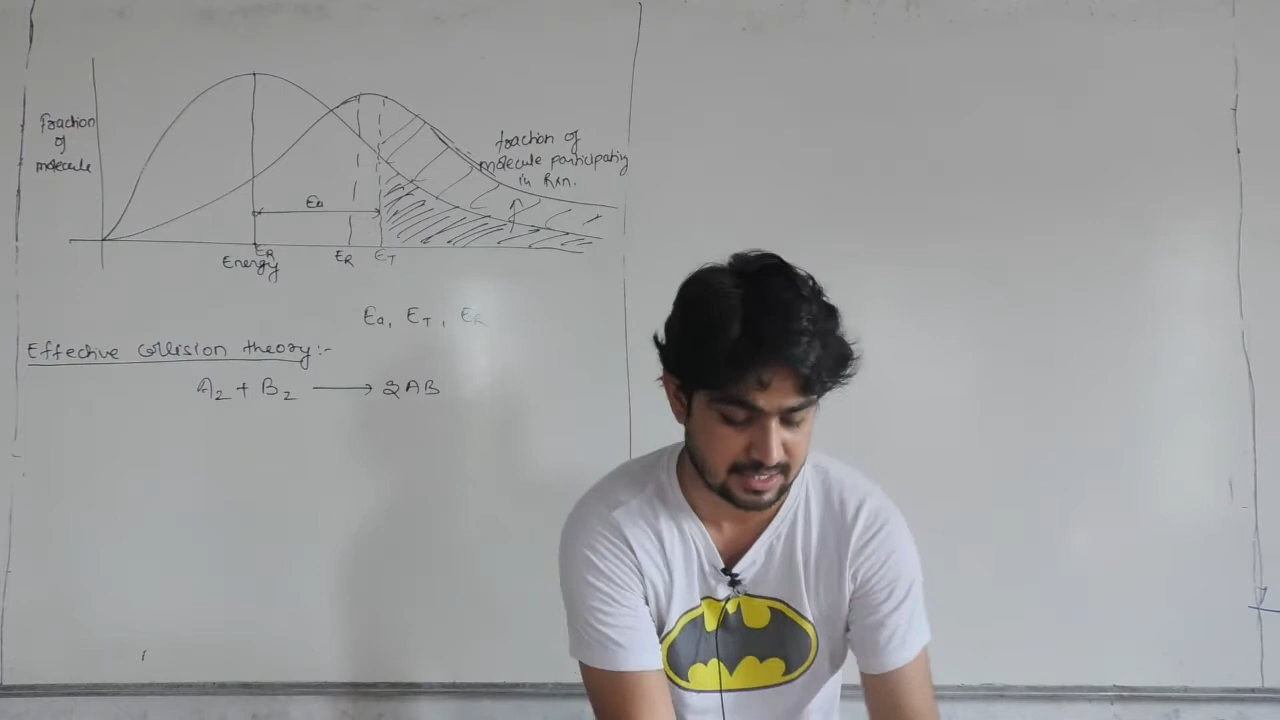 Fraction
of
molecule
fraction of
molecule participating
in Rxn.
Ea
ER
ER
ET
Energy
Ea, ET, ER
Effective collision theory:-
A2 + B2 ⟶ 2AB